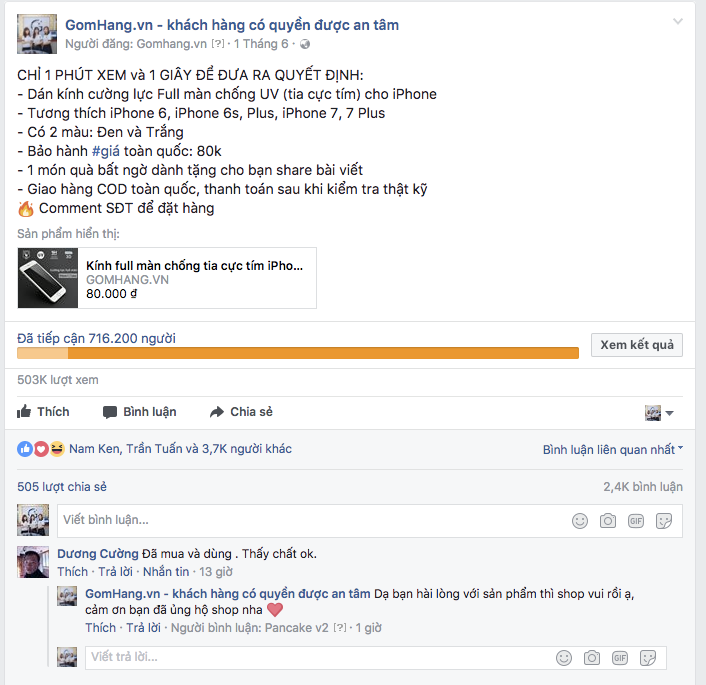 GomHang.vn - khách hàng có quyền được an tâm
Người đăng: Gomhang.vn [?] · 1 Tháng 6 ·
CHỈ 1 PHÚT XEM và 1 GIÂY ĐỂ ĐƯA RA QUYẾT ĐỊNH:
- Dán kính cường lực Full màn chống UV (tia cực tím) cho iPhone
- Tương thích iPhone 6, iPhone 6s, Plus, iPhone 7, 7 Plus
- Có 2 màu: Đen và Trắng
- Bảo hành #giá toàn quốc: 80k
- 1 món quà bất ngờ dành tặng cho bạn share bài viết
- Giao hàng COD toàn quốc, thanh toán sau khi kiểm tra thật kỹ
🔥 Comment SĐT để đặt hàng
Sản phẩm hiển thị:
Kính full màn chống tia cực tím iPho...
GOMHANG.VN
80.000 ₫
Đã tiếp cận 716.200 người
Xem kết quả
503K lượt xem
Thích Bình luận Chia sẻ
Nam Ken, Trần Tuấn và 3,7K người khác
Bình luận liên quan nhất
505 lượt chia sẻ
2,4K bình luận
Viết bình luận...
GIF
Dương Cường Đã mua và dùng . Thấy chất ok.
Thích · Trả lời · Nhắn tin · 13 giờ
GomHang.vn - khách hàng có quyền được an tâm Dạ bạn hài lòng với sản phẩm thì shop vui rồi ạ,
cảm ơn bạn đã ủng hộ shop nha ❤️
Thích · Trả lời · Người bình luận: Pancake v2 [?] · 1 giờ
Viết trả lời...
GIF